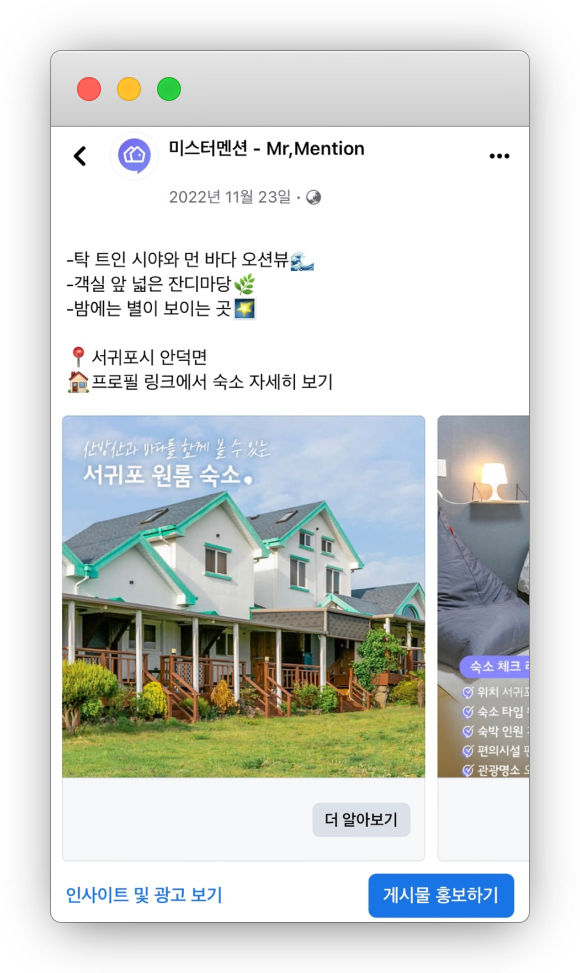 미스터멘션 - Mr,Mention
2022년 11월 23일 ·
-탁 트인 시야와 먼 바다 오션뷰🌊
-객실 앞 넓은 잔디마당🌿
-밤에는 별이 보이는 곳🌠
📍 서귀포시 안덕면
🏠프로필 링크에서 숙소 자세히 보기
산방산과 바다를 함께 볼 수 있는
서귀포 원룸 숙소
숙소 체크
위치 서귀포
숙소 타입
숙박 인원
편의시설
관광명소
더 알아보기
인사이트 및 광고 보기
게시물 홍보하기